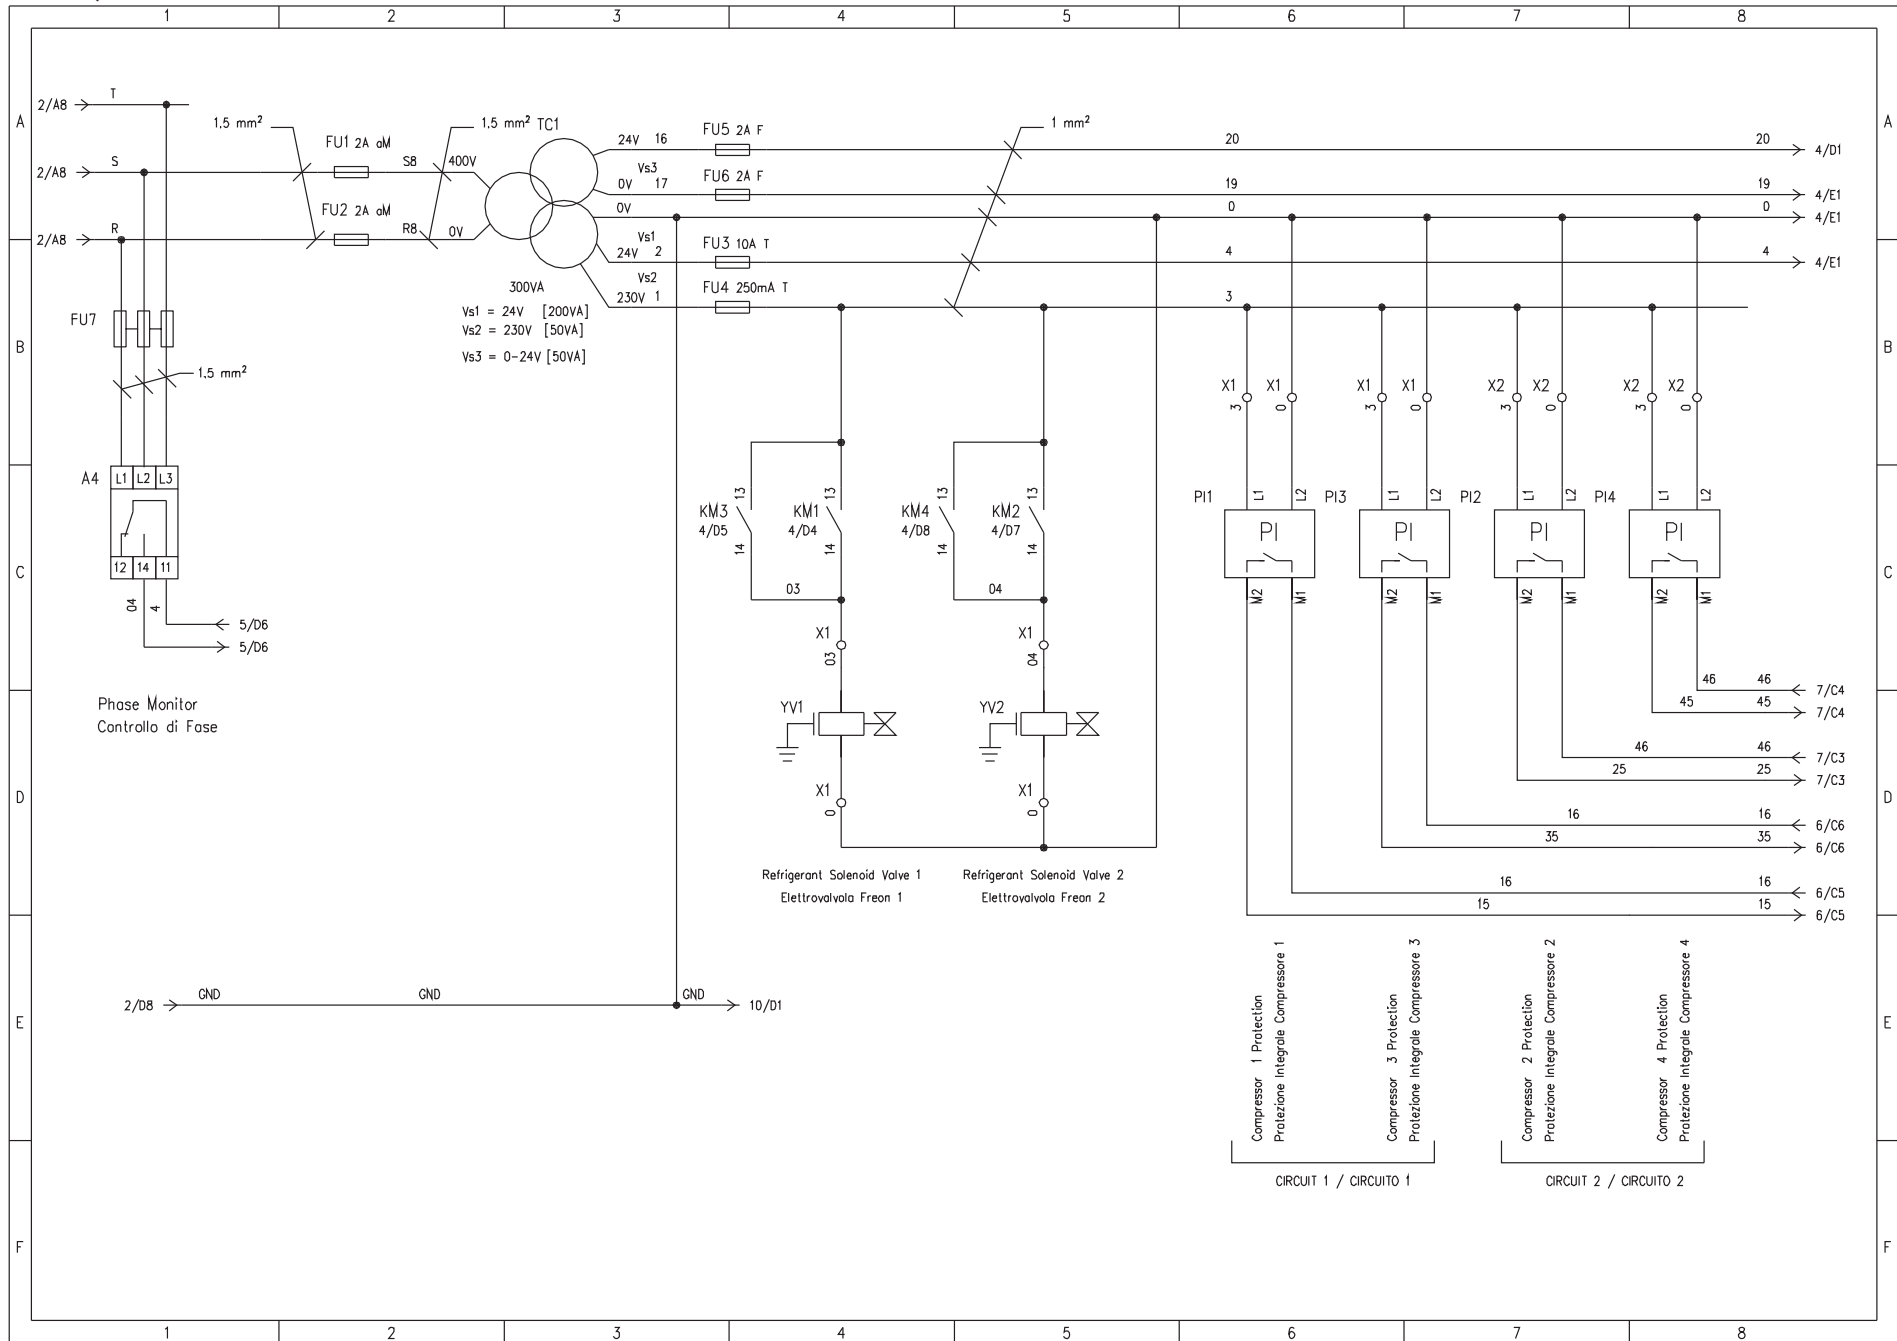 1 2 3 4 5 6 7 8
A A
2/A8 T
1,5 mm²
FU1 2A aM
1,5 mm² TC1
24V 16
FU5 2A F
1 mm²
20 20 4/D1
2/A8 S S8 400V
Vs3
0V 17
FU6 2A F
19 19 4/E1
FU2 2A aM
0V
0 0 4/E1
2/A8 R R8 0V
Vs1
24V 2
FU3 10A T
4 4 4/E1
Vs2
300VA
230V 1
FU4 250mA T
3
Vs1 = 24V [200VA]
Vs2 = 230V [50VA]
Vs3 = 0-24V [50VA]
FU7
B B
1,5 mm²
X1 X1 X1 X1 X2 X2 X2 X2
3 0 3 0 3 0 3 0
A4 L1 L2 L3
13 13 13 13
KM3 KM1 KM4 KM2
4/D5 4/D4 4/D8 4/D7
14 14 14 14
PI1 L1 L2 PI3 L1 L2 PI2 L1 L2 PI4 L1 L2
PI PI PI PI
12 14 11
C C
M2 M1 M2 M1 M2 M1 M2 M1
04 4
03 04
5/D6
5/D6
X1 X1
03 04
46 46 7/C4
45 45 7/C4
Phase Monitor
Controllo di Fase
YV1 YV2
46 46 7/C3
25 25 7/C3
D D
X1 X1
0 0
16 16 6/C6
35 35 6/C6
Refrigerant Solenoid Valve 1
Elettrovalvola Freon 1
Refrigerant Solenoid Valve 2
Elettrovalvola Freon 2
16 16 6/C5
15 15 6/C5
2/D8 GND GND GND 10/D1
E E
Compressor 1 Protection
Protezione Integrale Compressore 1
Compressor 3 Protection
Protezione Integrale Compressore 3
Compressor 2 Protection
Protezione Integrale Compressore 2
Compressor 4 Protection
Protezione Integrale Compressore 4
CIRCUIT 1 / CIRCUITO 1
CIRCUIT 2 / CIRCUITO 2
F F
1 2 3 4 5 6 7 8